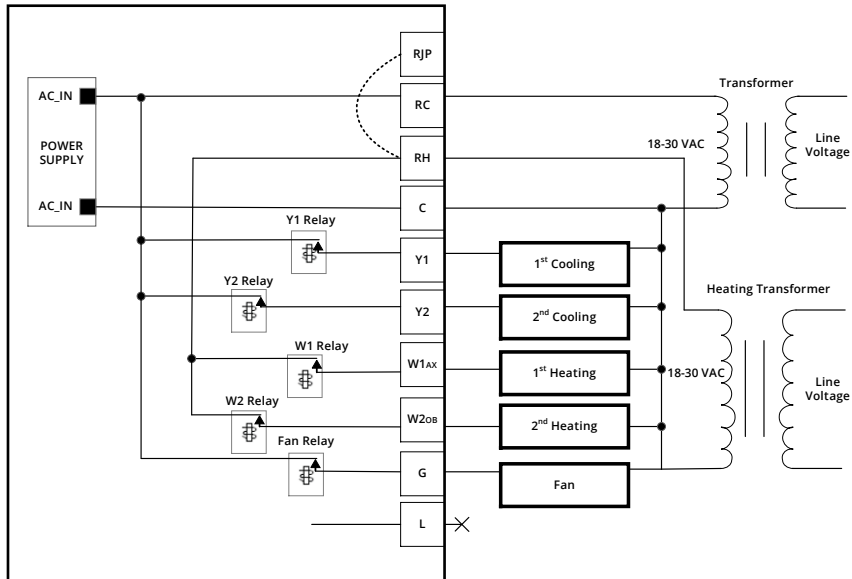 RJP
AC_IN
RC
Transformer
POWER
SUPPLY
RH
18-30 VAC
Line
Voltage
AC_IN
C
Y1 Relay
Y1
1st Cooling
Y2 Relay
Y2
2nd Cooling
Heating Transformer
W1 Relay
W1AX
1st Heating
18-30 VAC
Line
Voltage
W2 Relay
W2OB
2nd Heating
Fan Relay
G
Fan
L